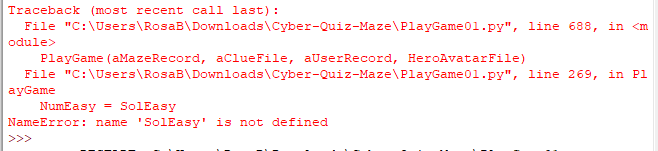 Traceback (most recent call last):
  File "C:\Users\RosaB\Downloads\Cyber-Quiz-Maze\PlayGame01.py", line 688, in <m
odule>
    PlayGame(aMazeRecord, aClueFile, aUserRecord, HeroAvatarFile)
  File "C:\Users\RosaB\Downloads\Cyber-Quiz-Maze\PlayGame01.py", line 269, in Pl
ayGame
    NumEasy = SolEasy
NameError: name 'SolEasy' is not defined
>>>